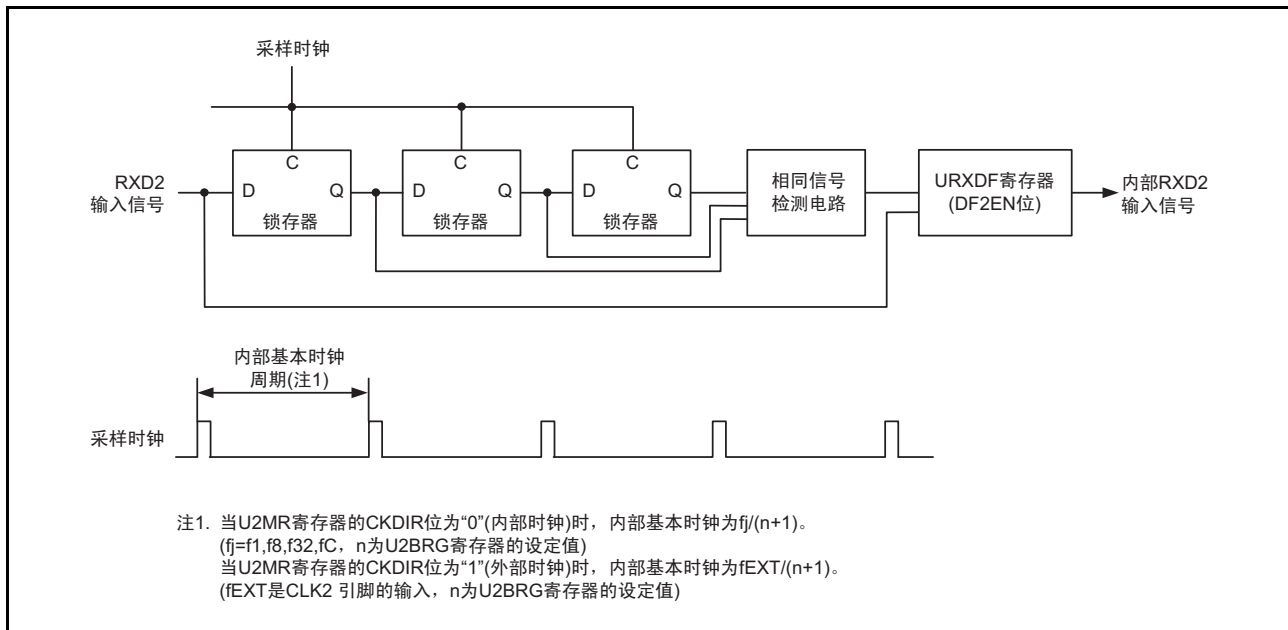 采样时钟
C
C
C
RXD2
输入信号
D
Q
锁存器
D
Q
锁存器
D
Q
锁存器
相同信号
检测电路
URXDF寄存器
(DF2EN位)
内部RXD2
输入信号
内部基本时钟
周期(注1)
采样时钟
注1. 当U2MR寄存器的CKDIR位为“0”(内部时钟)时，内部基本时钟为fj/(n+1)。
(fj=f1,f8,f32,fC，n为U2BRG寄存器的设定值)
当U2MR寄存器的CKDIR位为“1”(外部时钟)时，内部基本时钟为fEXT/(n+1)。
(fEXT是CLK2 引脚的输入，n为U2BRG寄存器的设定值)